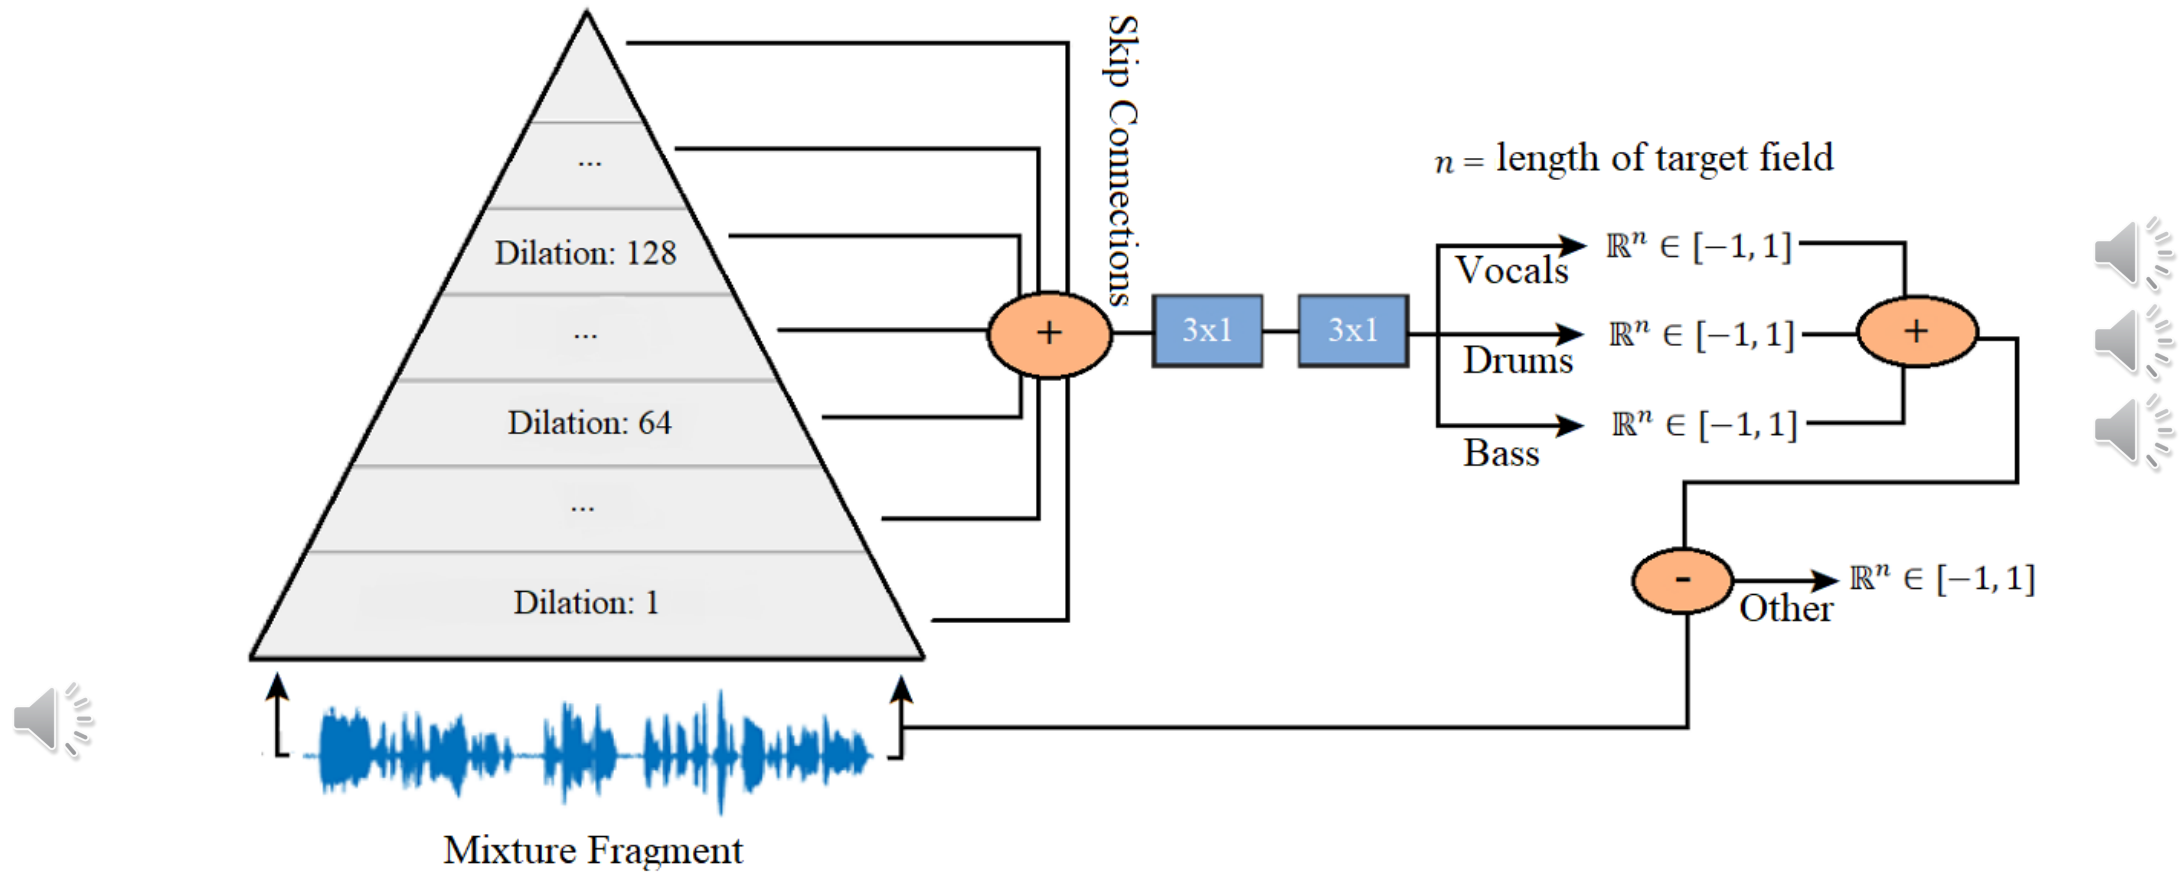 Skip Connections
...
Dilation: 128
...
Dilation: 64
...
Dilation: 1
Mixture Fragment
+
3x1
3x1
n = length of target field
Vocals
ℝⁿ ∈ [−1, 1]
Drums
ℝⁿ ∈ [−1, 1]
Bass
ℝⁿ ∈ [−1, 1]
+
-
Other
ℝⁿ ∈ [−1, 1]